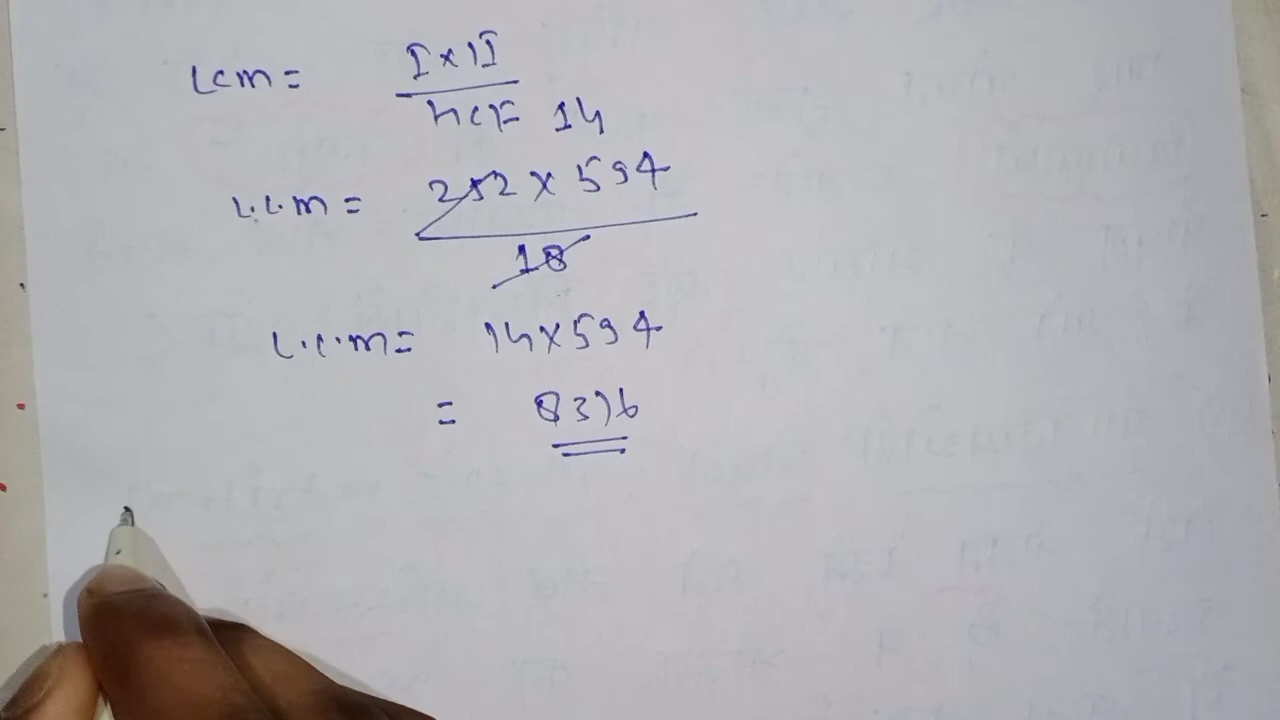 LCM = I × II
HCF 14
L.C.M = 252 × 594
18
L.C.M = 14×594
= 8316